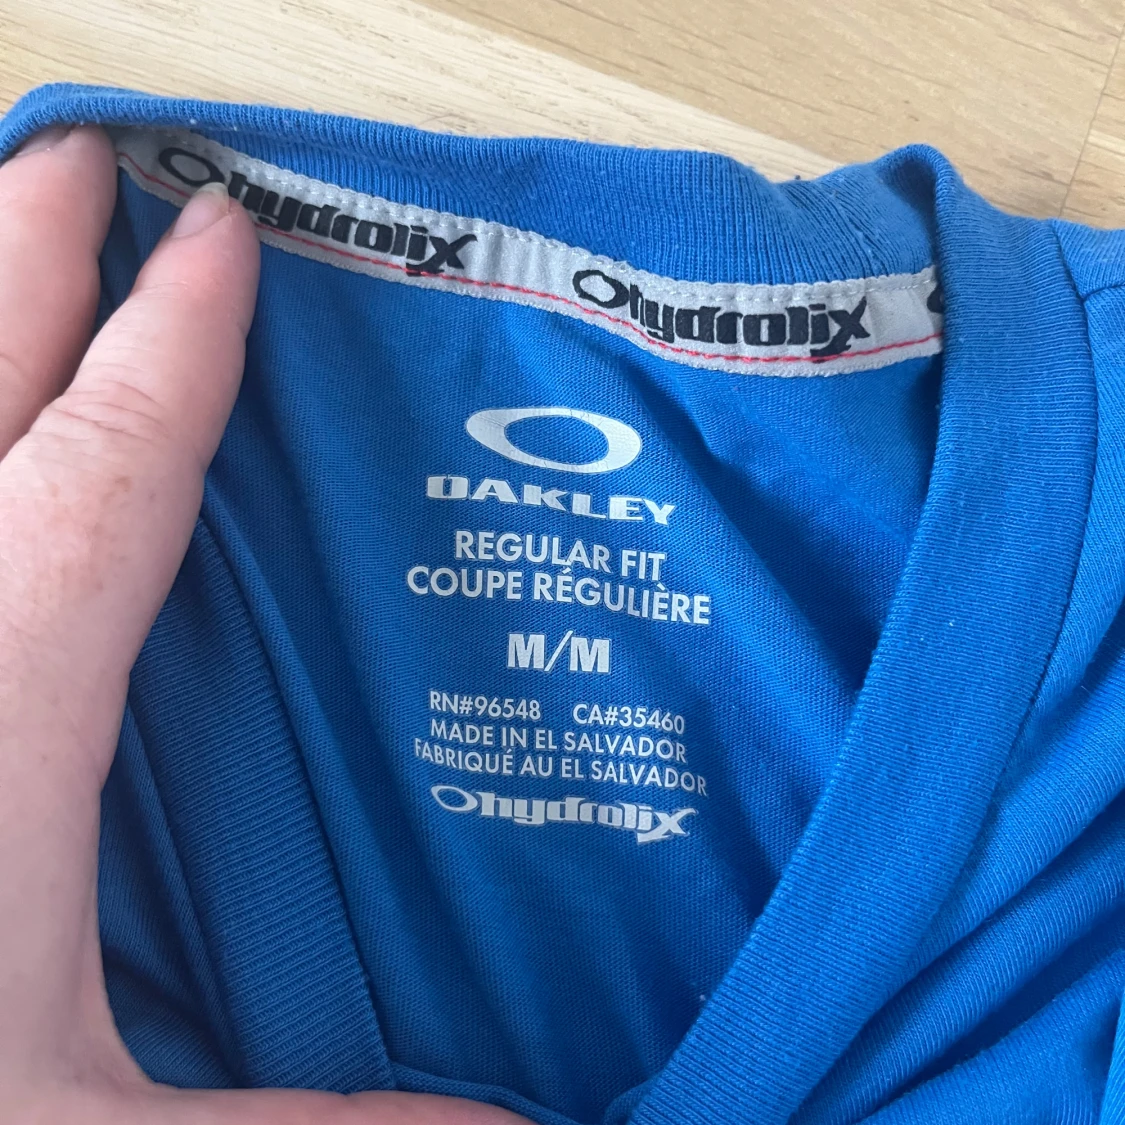 hydrolix hydrolix
OAKLEY
REGULAR FIT
COUPE RÉGULIÈRE
M/M
RN#96548 CA#35460
MADE IN EL SALVADOR
FABRIQUÉ AU EL SALVADOR
hydrolix